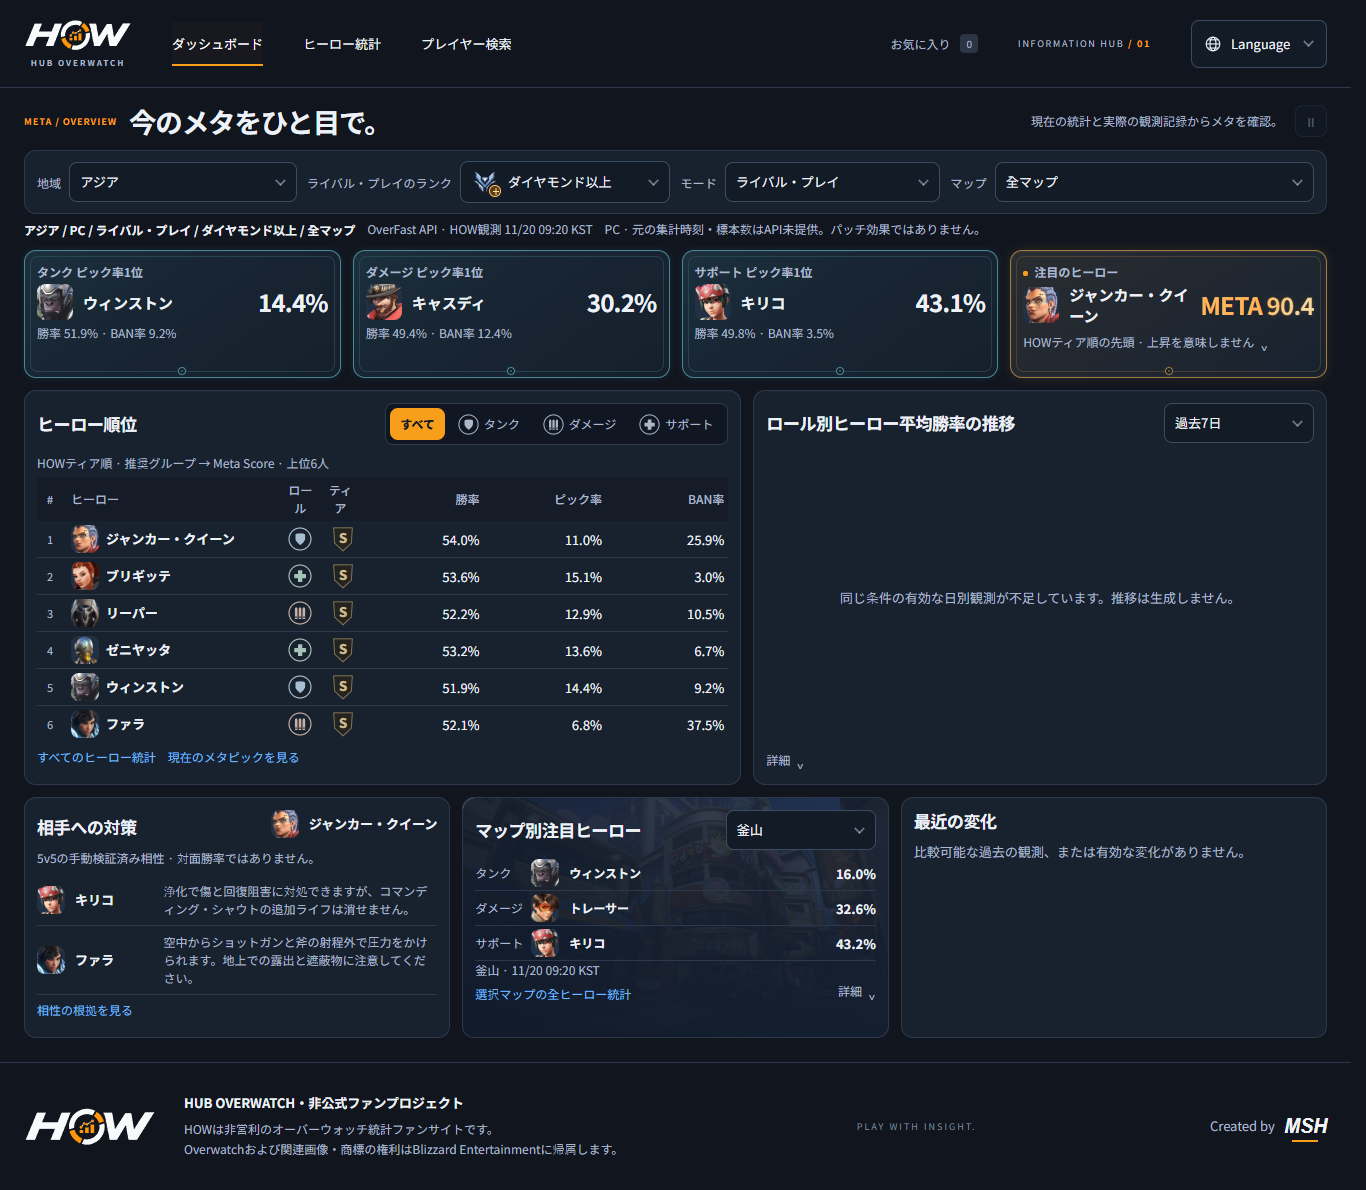 HOW
HUB OVERWATCH
ダッシュボード
ヒーロー統計
プレイヤー検索
お気に入り 0
INFORMATION HUB / 01
Language
META / OVERVIEW
今のメタをひと目で。
現在の統計と実際の観測記録からメタを確認。
地域 アジア
ライバル・プレイのランク ダイヤモンド以上
モード ライバル・プレイ
マップ 全マップ
アジア / PC / ライバル・プレイ / ダイヤモンド以上 / 全マップ OverFast API · HOW観測 11/20 09:20 KST PC · 元の集計時刻・標本数はAPI未提供。パッチ効果ではありません。
タンク ピック率1位
ウィンストン 14.4%
勝率 51.9% · BAN率 9.2%
ダメージ ピック率1位
キャスディ 30.2%
勝率 49.4% · BAN率 12.4%
サポート ピック率1位
キリコ 43.1%
勝率 49.8% · BAN率 3.5%
注目のヒーロー
ジャンカー・クイ
ーン
META 90.4
HOWティア順の先頭 · 上昇を意味しません
ヒーロー順位
すべて タンク ダメージ サポート
HOWティア順 · 推奨グループ → Meta Score · 上位6人
# ヒーロー ロー
ル ティ
ア 勝率 ピック率 BAN率
1 ジャンカー・クイーン S 54.0% 11.0% 25.9%
2 ブリギッテ S 53.6% 15.1% 3.0%
3 リーパー S 52.2% 12.9% 10.5%
4 ゼニヤッタ S 53.2% 13.6% 6.7%
5 ウィンストン S 51.9% 14.4% 9.2%
6 ファラ S 52.1% 6.8% 37.5%
すべてのヒーロー統計 現在のメタピックを見る
ロール別ヒーロー平均勝率の推移
過去7日
同じ条件の有効な日別観測が不足しています。推移は生成しません。
詳細
相手への対策
ジャンカー・クイーン
5v5の手動検証済み相性 · 対面勝率ではありません。
キリコ
浄化で傷と回復阻害に対処できますが、コマンデ
ィング・シャウトの追加ライフは消せません。
ファラ
空中からショットガンと斧の射程外で圧力をかけ
られます。地上での露出と遮蔽物に注意してくだ
さい。
相性の根拠を見る
マップ別注目ヒーロー
釜山
タンク ウィンストン 16.0%
ダメージ トレーサー 32.6%
サポート キリコ 43.2%
釜山 · 11/20 09:20 KST
選択マップの全ヒーロー統計
詳細
最近の変化
比較可能な過去の観測、または有効な変化がありません。
HOW
HUB OVERWATCH・非公式ファンプロジェクト
HOWは非営利のオーバーウォッチ統計ファンサイトです。
Overwatchおよび関連画像・商標の権利はBlizzard Entertainmentに帰属します。
PLAY WITH INSIGHT.
Created by MSH